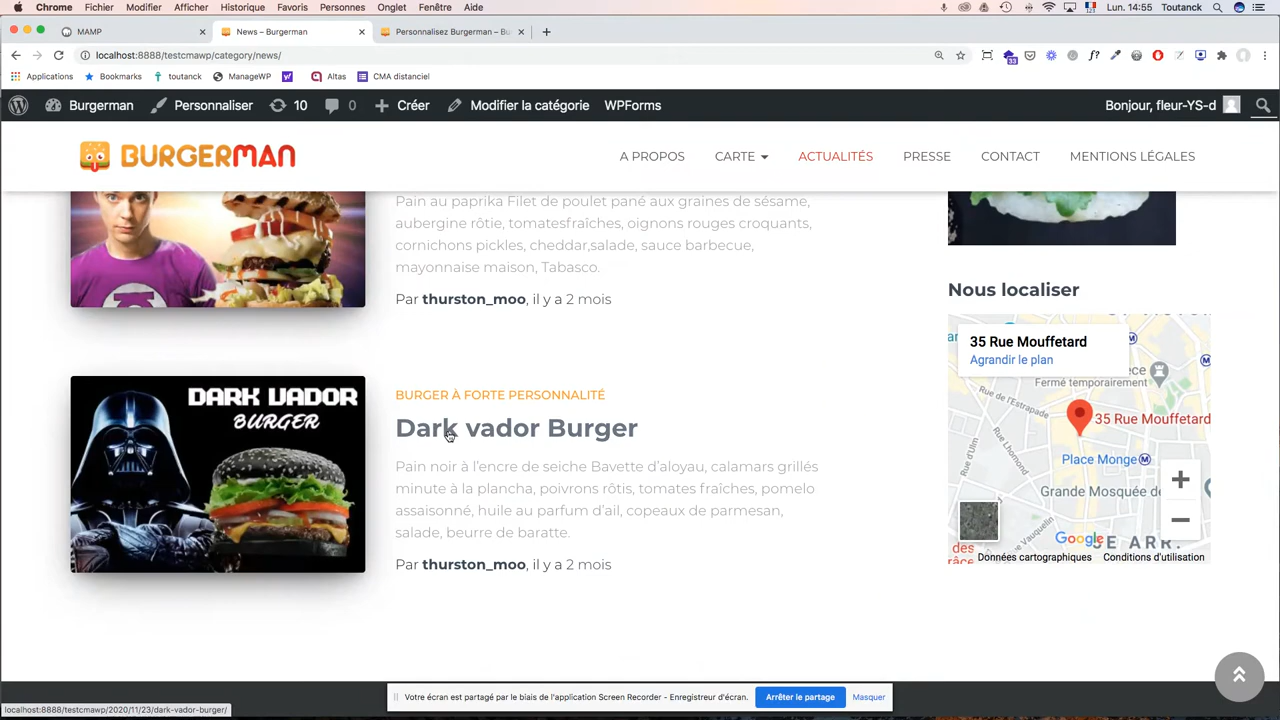 Chrome Fichier Modifier Afficher Historique Favoris Personnes Onglet Fenêtre Aide Lun. 14:55 Toutanck
MAMP
News – Burgerman
Personnalisez Burgerman – Bu
localhost:8888/testcmawp/category/news/
33
Applications Bookmarks toutanck ManageWP Altas CMA distanciel
Burgerman Personnaliser 10 0 Créer Modifier la catégorie WPForms Bonjour, fleur-YS-d
BURGERMAN
A PROPOS CARTE ACTUALITÉS PRESSE CONTACT MENTIONS LÉGALES
Pain au paprika Filet de poulet pané aux graines de sésame,
aubergine rôtie, tomatesfraîches, oignons rouges croquants,
cornichons pickles, cheddar,salade, sauce barbecue,
mayonnaise maison, Tabasco.
Par thurston_moo, il y a 2 mois
DARK VADOR
BURGER
BURGER À FORTE PERSONNALITÉ
Dark vador Burger
Pain noir à l'encre de seiche Bavette d'aloyau, calamars grillés
minute à la plancha, poivrons rôtis, tomates fraîches, pomelo
assaisonné, huile au parfum d'ail, copeaux de parmesan,
salade, beurre de baratte.
Par thurston_moo, il y a 2 mois
Nous localiser
35 Rue Mouffetard
Agrandir le plan
Fermé temporairement
Rue de l'Estrapade
35 Rue Mouffetard
Rue Lhomond
Place Monge
Grande Mosquée de
Google
Données cartographiques Conditions d'utilisation
Votre écran est partagé par le biais de l'application Screen Recorder - Enregistreur d'écran. Arrêter le partage Masquer
localhost:8888/testcmawp/2020/11/23/dark-vador-burger/